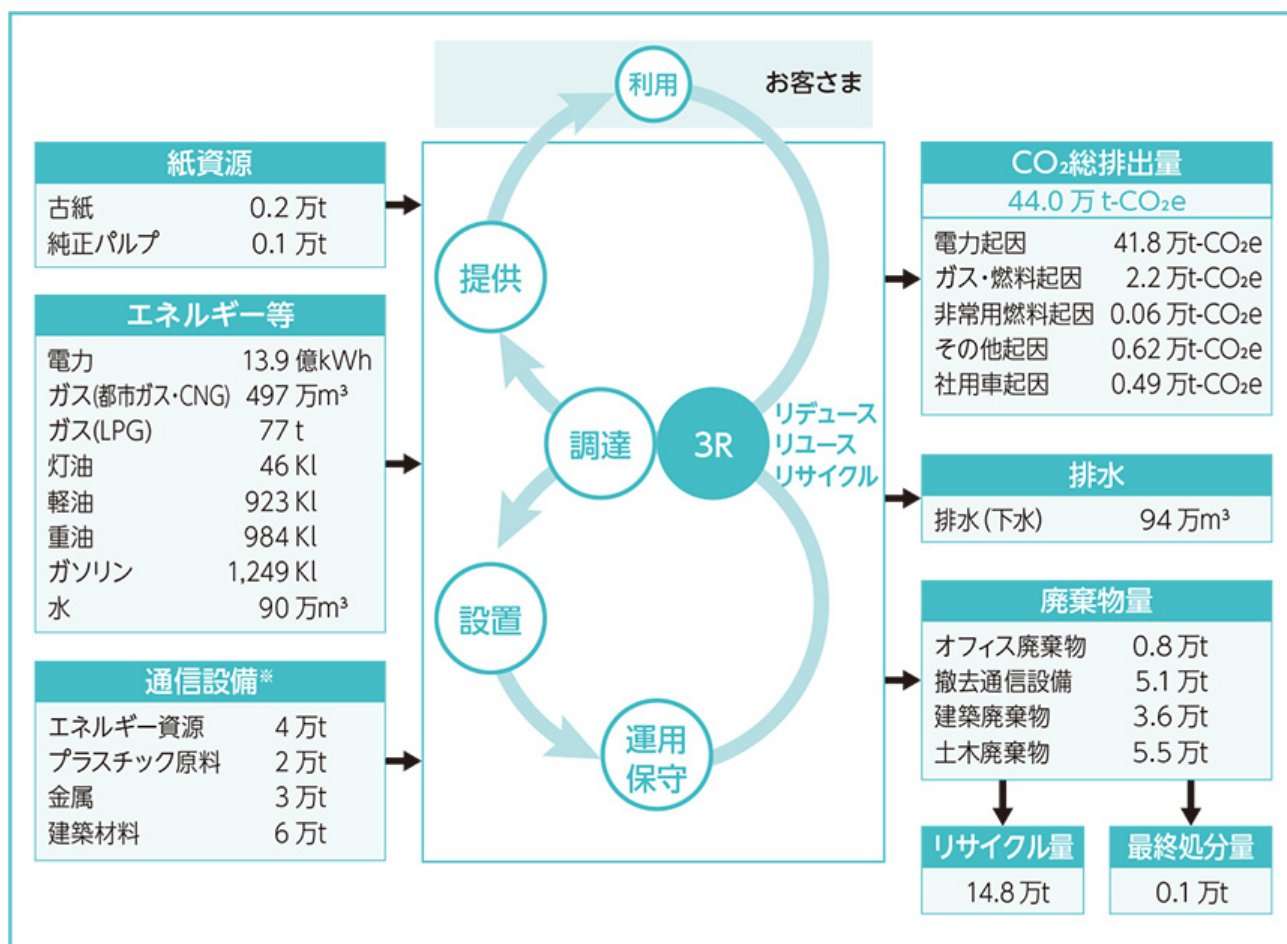 利用
お客さま
紙資源
古紙 0.2 万t
純正パルプ 0.1 万t
エネルギー等
電力 13.9 億kWh
ガス(都市ガス・CNG) 497 万m³
ガス(LPG) 77 t
灯油 46 Kl
軽油 923 Kl
重油 984 Kl
ガソリン 1,249 Kl
水 90 万m³
通信設備※
エネルギー資源 4 万t
プラスチック原料 2 万t
金属 3 万t
建築材料 6 万t
提供
調達
3R
リデュース
リユース
リサイクル
設置
運用
保守
CO₂総排出量
44.0 万 t-CO₂e
電力起因 41.8 万t-CO₂e
ガス・燃料起因 2.2 万t-CO₂e
非常用燃料起因 0.06 万t-CO₂e
その他起因 0.62 万t-CO₂e
社用車起因 0.49 万t-CO₂e
排水
排水(下水) 94 万m³
廃棄物量
オフィス廃棄物 0.8 万t
撤去通信設備 5.1 万t
建築廃棄物 3.6 万t
土木廃棄物 5.5 万t
リサイクル量
14.8 万t
最終処分量
0.1 万t